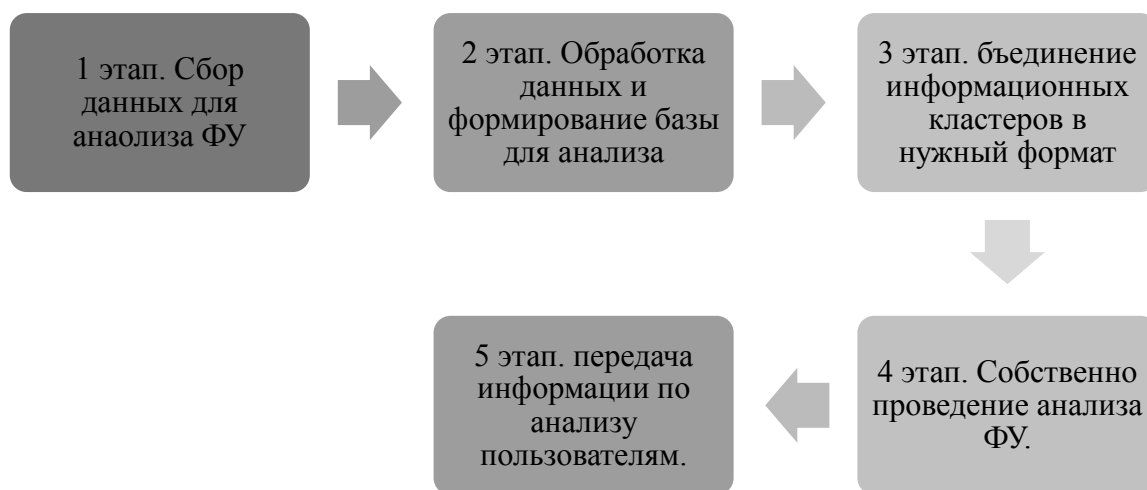 1 этап. Сбор
данных для
анаолиза ФУ
2 этап. Обработка
данных и
формирование базы
для анализа
3 этап. бъединение
информационных
кластеров в
нужный формат
4 этап. Собственно
проведение анализа
ФУ.
5 этап. передача
информации по
анализу
пользователям.